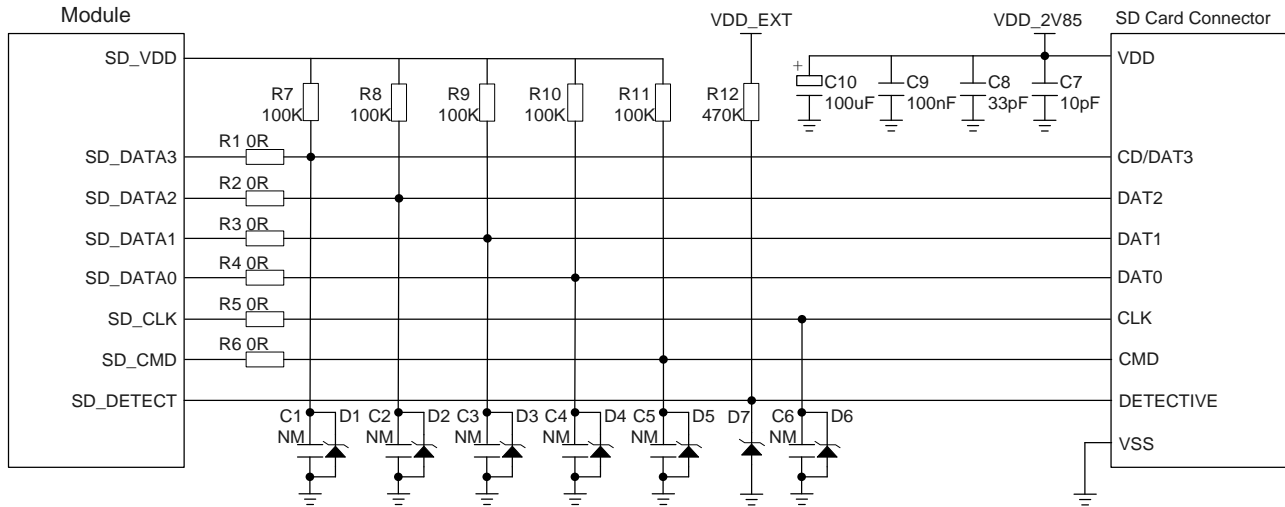 Module
VDD_EXT
VDD_2V85
SD Card Connector
SD_VDD
VDD
R7
100K
R8
100K
R9
100K
R10
100K
R11
100K
R12
470K
+
C10
100uF
C9
100nF
C8
33pF
C7
10pF
SD_DATA3
R1 0R
CD/DAT3
SD_DATA2
R2 0R
DAT2
SD_DATA1
R3 0R
DAT1
SD_DATA0
R4 0R
DAT0
SD_CLK
R5 0R
CLK
SD_CMD
R6 0R
CMD
SD_DETECT
DETECTIVE
C1
NM
D1
C2
NM
D2
C3
NM
D3
C4
NM
D4
C5
NM
D5
D7
C6
NM
D6
VSS